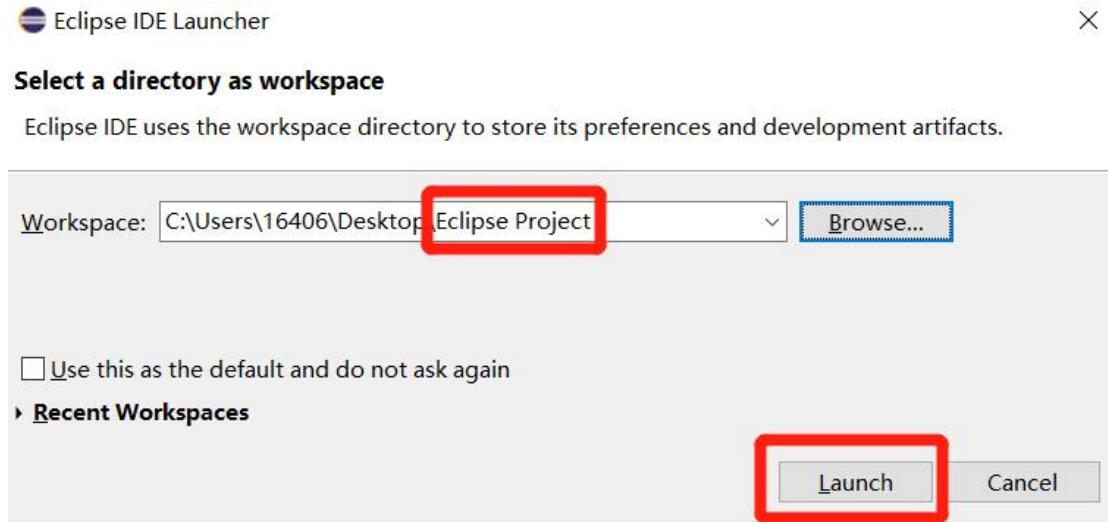 Eclipse IDE Launcher
Select a directory as workspace
Eclipse IDE uses the workspace directory to store its preferences and development artifacts.
Workspace: C:\Users\16406\Desktop\Eclipse Project Browse...
Use this as the default and do not ask again
Recent Workspaces
Launch Cancel